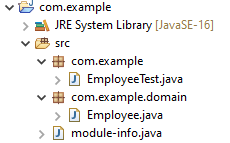 com.example
JRE System Library [JavaSE-16]
src
com.example
EmployeeTest.java
com.example.domain
Employee.java
module-info.java